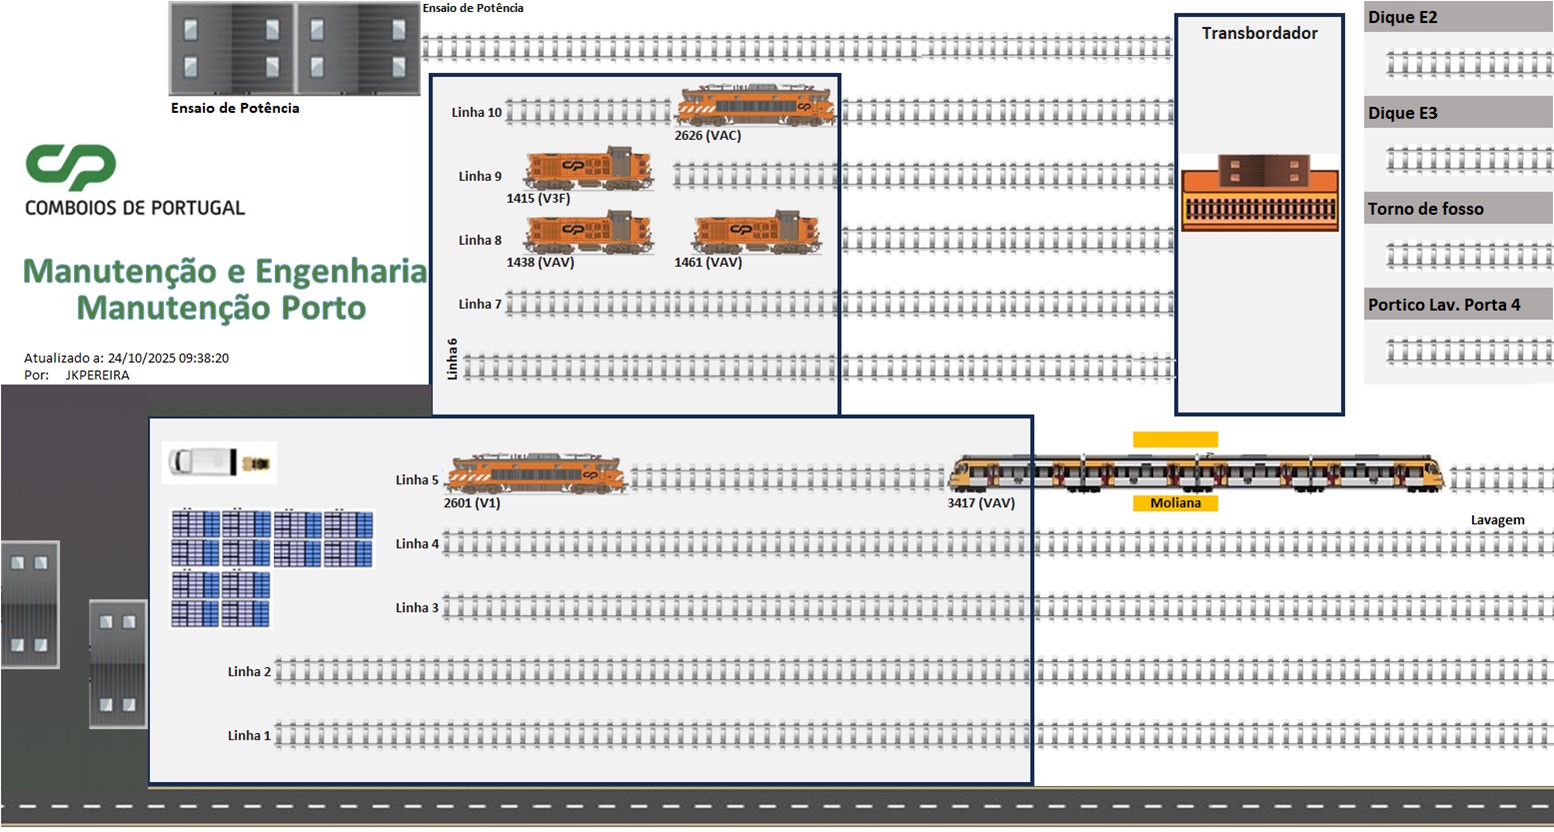 Ensaio de Potência
Transbordador
Dique E2
Ensaio de Potência
Linha 10
2626 (VAC)
Dique E3
CP
COMBOIOS DE PORTUGAL
Linha 9
1415 (V3F)
Torno de fosso
Linha 8
1438 (VAV)
1461 (VAV)
Manutenção e Engenharia
Manutenção Porto
Linha 7
Portico Lav. Porta 4
Atualizado a: 24/10/2025 09:38:20
Por: JKPEREIRA
Linha 6
Linha 5
2601 (V1)
3417 (VAV)
Moliana
Lavagem
Linha 4
Linha 3
Linha 2
Linha 1